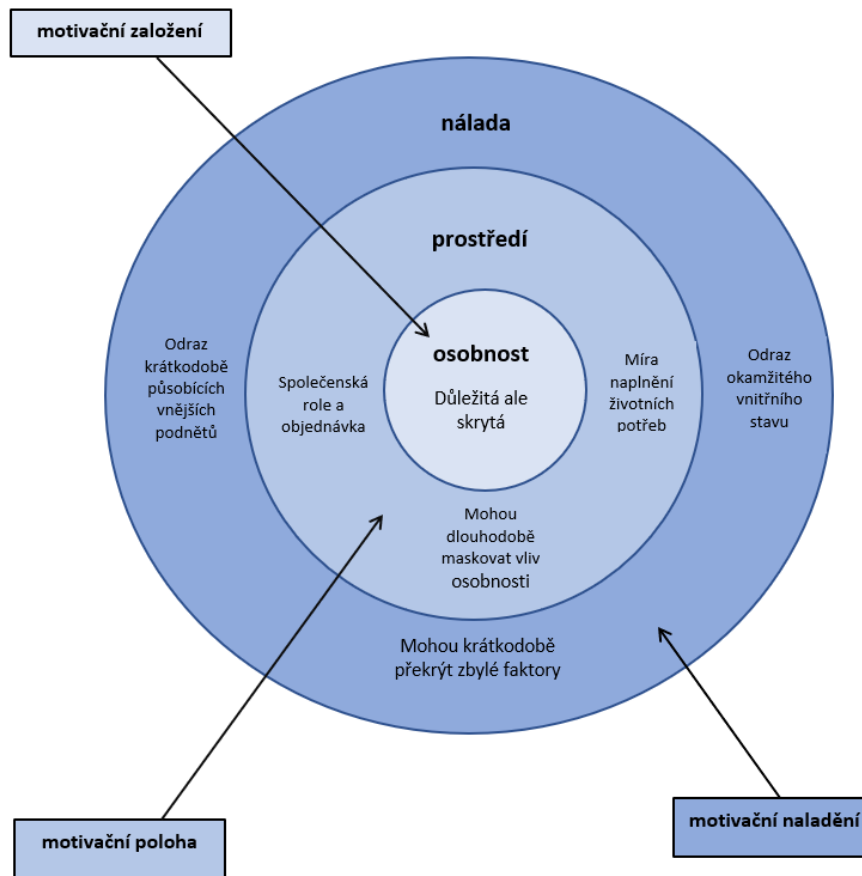 motivační založení
nálada
prostředí
osobnost
Důležitá ale
skrytá
Odraz
krátkodobě
působících
vnějších
podnětů
Společenská
role a
objednávka
Míra
naplnění
životních
potřeb
Odraz
okamžitého
vnitřního
stavu
Mohou
dlouhodobě
maskovat vliv
osobnosti
Mohou krátkodobě
překrýt zbylé faktory
motivační poloha
motivační naladění